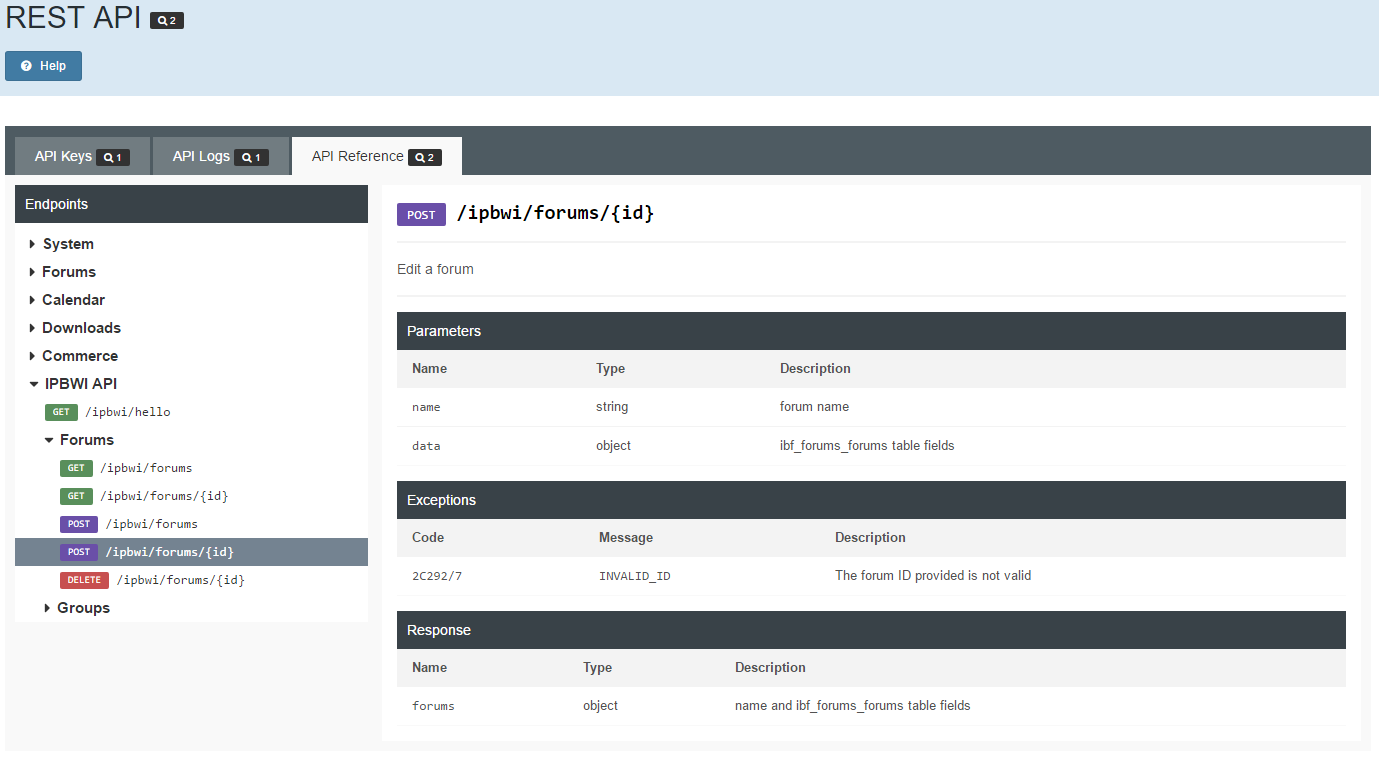 REST API 2
Help
API Keys 1 API Logs 1 API Reference 2
Endpoints
System
Forums
Calendar
Downloads
Commerce
IPBWI API
GET /ipbwi/hello
Forums
GET /ipbwi/forums
GET /ipbwi/forums/{id}
POST /ipbwi/forums
POST /ipbwi/forums/{id}
DELETE /ipbwi/forums/{id}
Groups
POST /ipbwi/forums/{id}
Edit a forum
Parameters
Name Type Description
name string forum name
data object ibf_forums_forums table fields
Exceptions
Code Message Description
2C292/7 INVALID_ID The forum ID provided is not valid
Response
Name Type Description
forums object name and ibf_forums_forums table fields